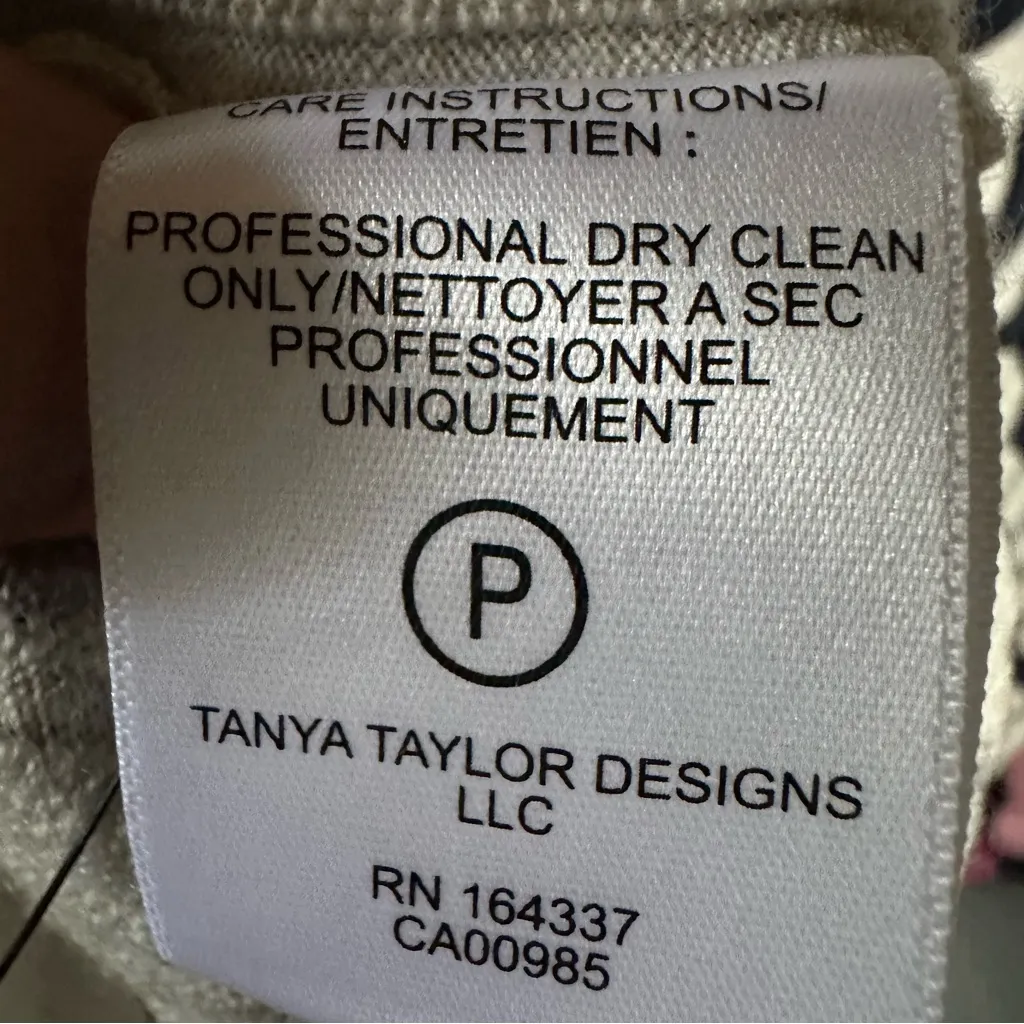 CARE INSTRUCTIONS/
ENTRETIEN :
PROFESSIONAL DRY CLEAN
ONLY/NETTOYER A SEC
PROFESSIONNEL
UNIQUEMENT
P
TANYA TAYLOR DESIGNS
LLC
RN 164337
CA00985